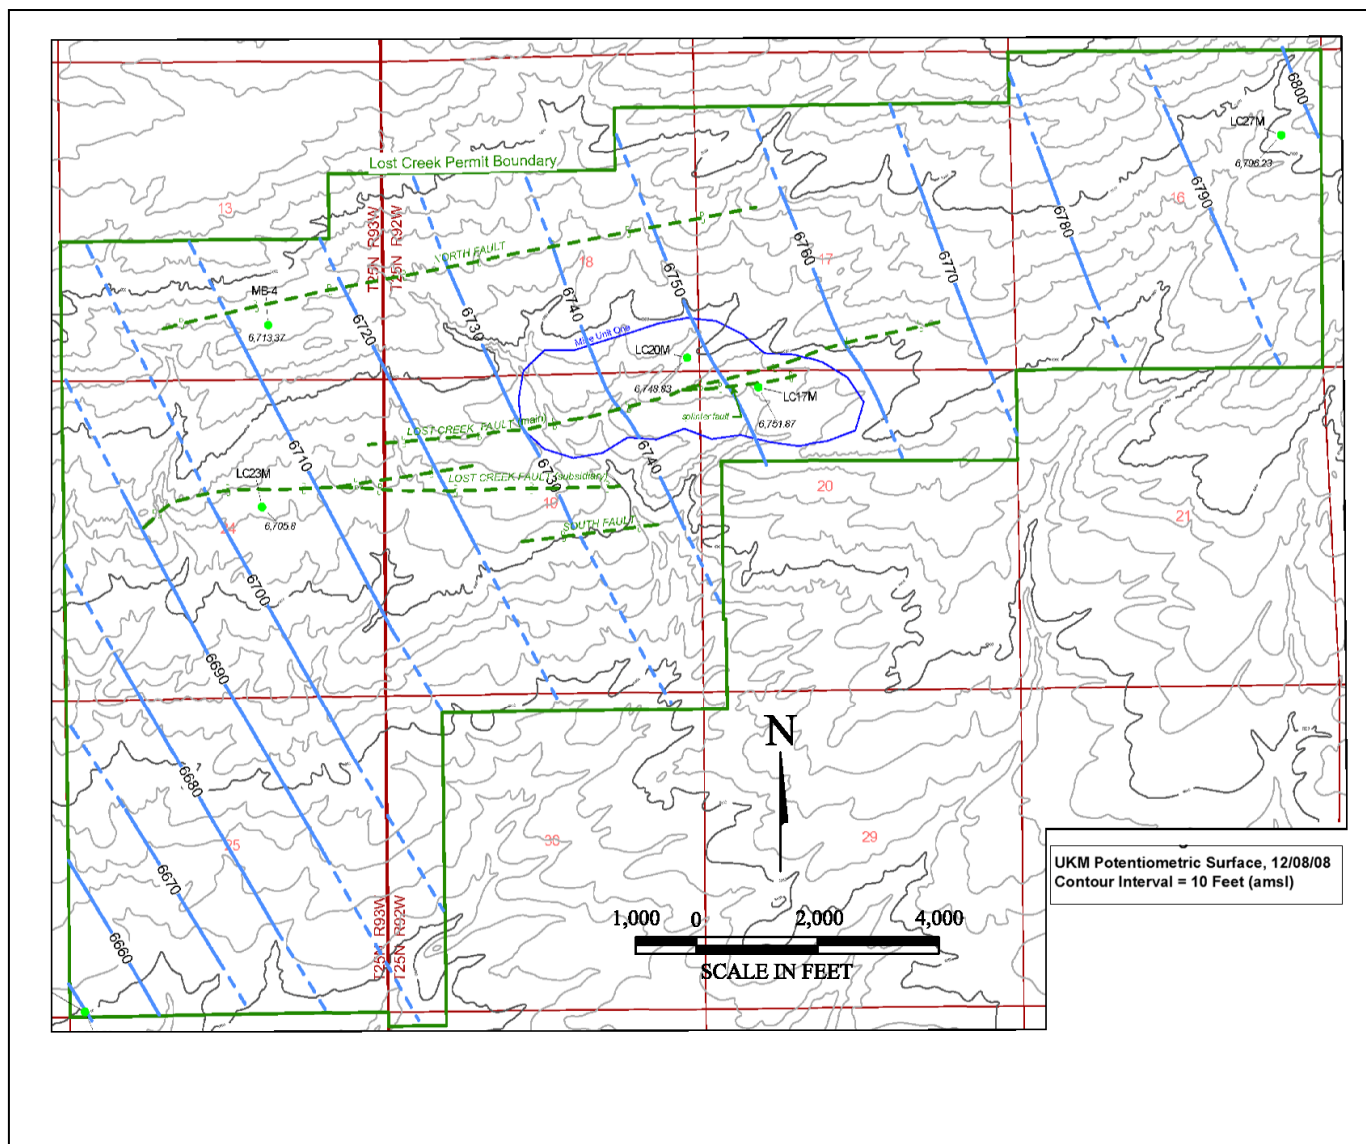 6800
LC27M
6,796.23
Lost Creek Permit Boundary
13
T25N R93W
T25N R92W
16
6790
6780
NORTH FAULT
18
17
6760
6770
6750
MB-4
6,713.37
6740
6720
6730
Mine Unit One
LC20M
6,748.83
LC17M
splinter fault
6,751.87
LOST CREEK FAULT (main)
6710
6740
6730
LC23M
LOST CREEK FAULT (subsidiary)
20
19
6,705.8
24
21
SOUTH FAULT
6700
6690
N
6680
25
30
29
UKM Potentiometric Surface, 12/08/08
Contour Interval = 10 Feet (amsl)
6670
1,000 0 2,000 4,000
SCALE IN FEET
6660
T25N R93W
T25N R92W